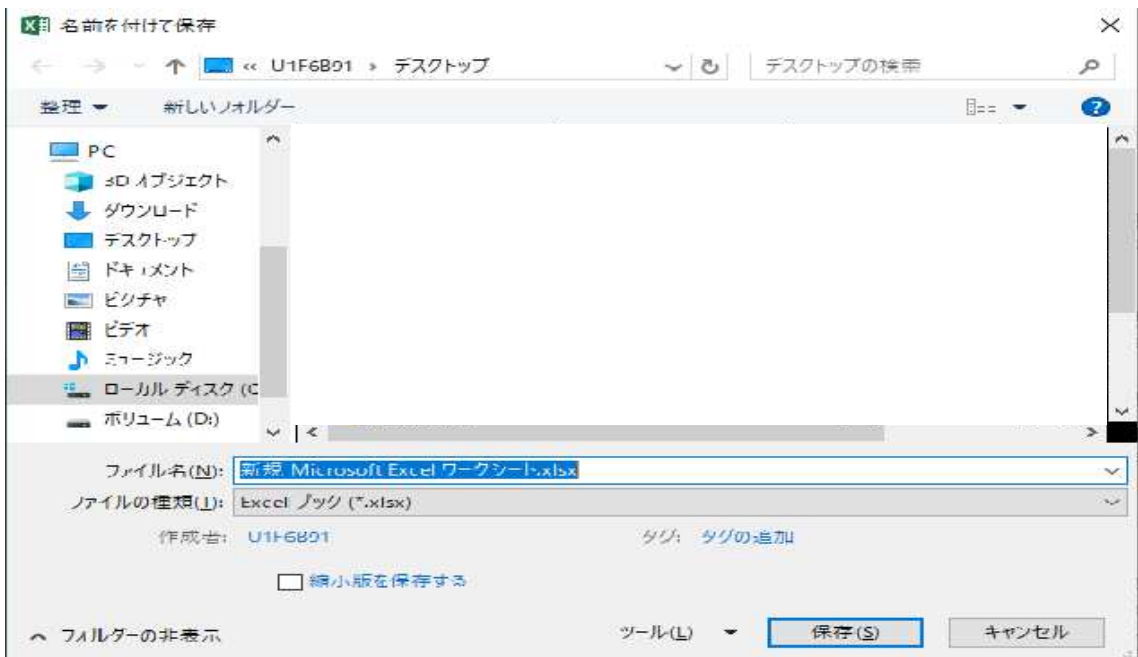 名前を付けて保存
« U1F6B91 › デスクトップ デスクトップの検索
整理 新しいフォルダー
PC
3D オブジェクト
ダウンロード
デスクトップ
ドキュメント
ピクチャ
ビデオ
ミュージック
ローカル ディスク (C
ボリューム (D:)
ファイル名(N): 新規 Microsoft Excel ワークシート.xlsx
ファイルの種類(T): Excel ブック (*.xlsx)
作成者: U1F6B91 タグ: タグの追加
縮小版を保存する
フォルダーの非表示 ツール(L) 保存(S) キャンセル